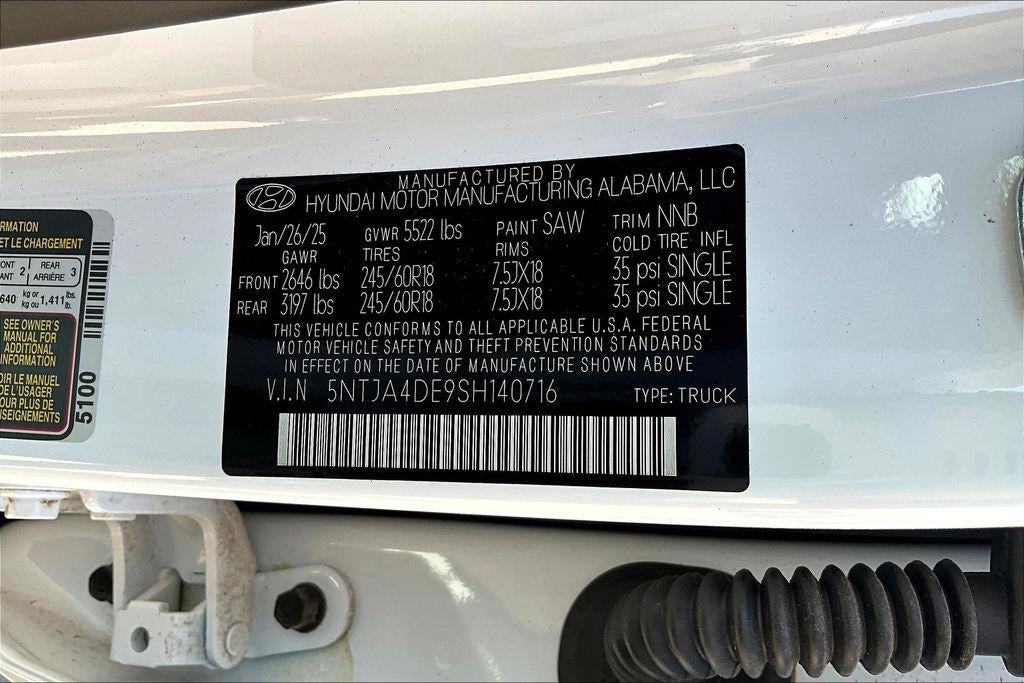 MANUFACTURED BY
HYUNDAI MOTOR MANUFACTURING ALABAMA, LLC
Jan/26/25 GVWR 5522 lbs PAINT SAW TRIM NNB
GAWR TIRES RIMS COLD TIRE INFL
FRONT 2646 lbs 245/60R18 7.5JX18 35 psi SINGLE
REAR 3197 lbs 245/60R18 7.5JX18 35 psi SINGLE
THIS VEHICLE CONFORMS TO ALL APPLICABLE U.S.A. FEDERAL
MOTOR VEHICLE SAFETY AND THEFT PREVENTION STANDARDS
IN EFFECT ON THE DATE OF MANUFACTURE SHOWN ABOVE
V.I.N 5NTJA4DE9SH140716 TYPE: TRUCK
ET LE CHARGEMENT
2 REAR 3
ARRIÈRE
640 kg or 1,411 lbs.
kg ou lb.
SEE OWNER'S
MANUAL FOR
ADDITIONAL
INFORMATION
LE MANUEL
DE L'USAGER
PLUS DE
5100